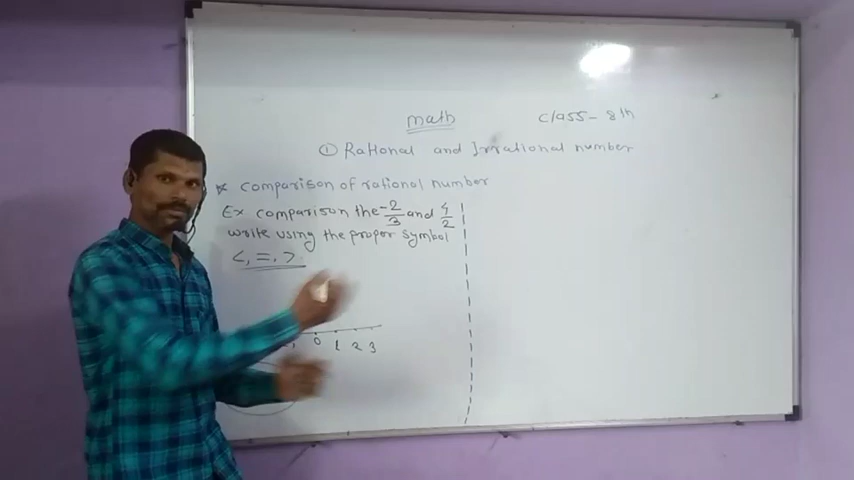 math
class - 8th
① Rational and Irrational number
* comparison of rational number
Ex comparison the -2/3 and 4/2
write using the proper symbol
<, =, >
0 1 2 3